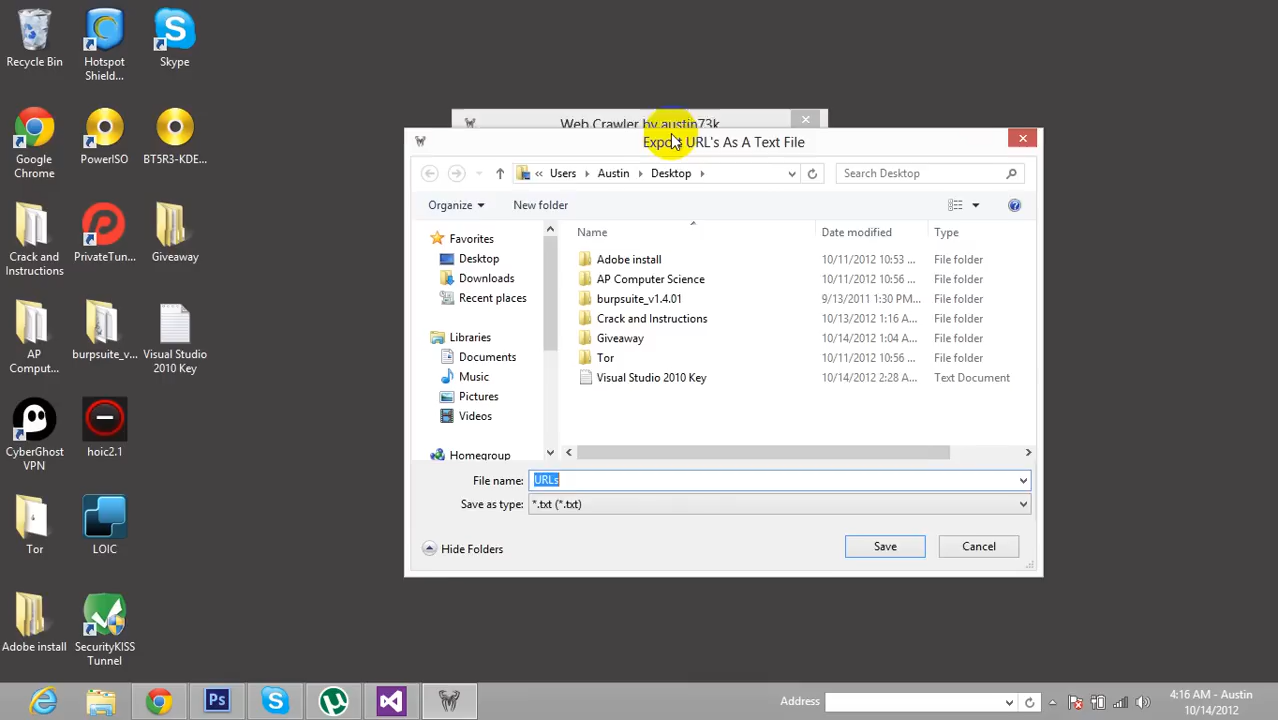 Recycle Bin
Hotspot
Shield...
Skype
Google
Chrome
PowerISO
BT5R3-KDE...
Crack and
Instructions
PrivateTun...
Giveaway
AP
Comput...
burpsuite_v...
Visual Studio
2010 Key
CyberGhost
VPN
hoic2.1
Tor
LOIC
Adobe install
SecurityKISS
Tunnel
Web Crawler by austin73k
URL's As A Text File
« Users Austin Desktop
Search Desktop
Organize
New folder
Favorites
Desktop
Downloads
Recent places
Libraries
Documents
Music
Pictures
Videos
Homegroup
Name Date modified Type
Adobe install 10/11/2012 10:53 ... File folder
AP Computer Science 10/11/2012 10:56 ... File folder
burpsuite_v1.4.01 9/13/2011 1:30 PM... File folder
Crack and Instructions 10/13/2012 1:16 A... File folder
Giveaway 10/14/2012 1:04 A... File folder
Tor 10/11/2012 10:56 ... File folder
Visual Studio 2010 Key 10/14/2012 2:28 A... Text Document
File name: URLs
Save as type: *.txt (*.txt)
Hide Folders
Save
Cancel
Ps
Address
4:16 AM - Austin
10/14/2012